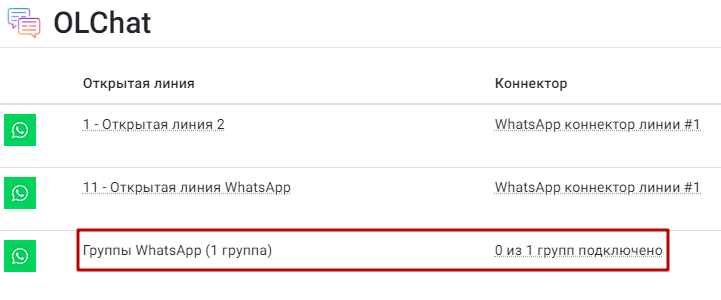 OLChat
Открытая линия Коннектор
1 - Открытая линия 2 WhatsApp коннектор линии #1
11 - Открытая линия WhatsApp WhatsApp коннектор линии #1
Группы WhatsApp (1 группа) 0 из 1 групп подключено